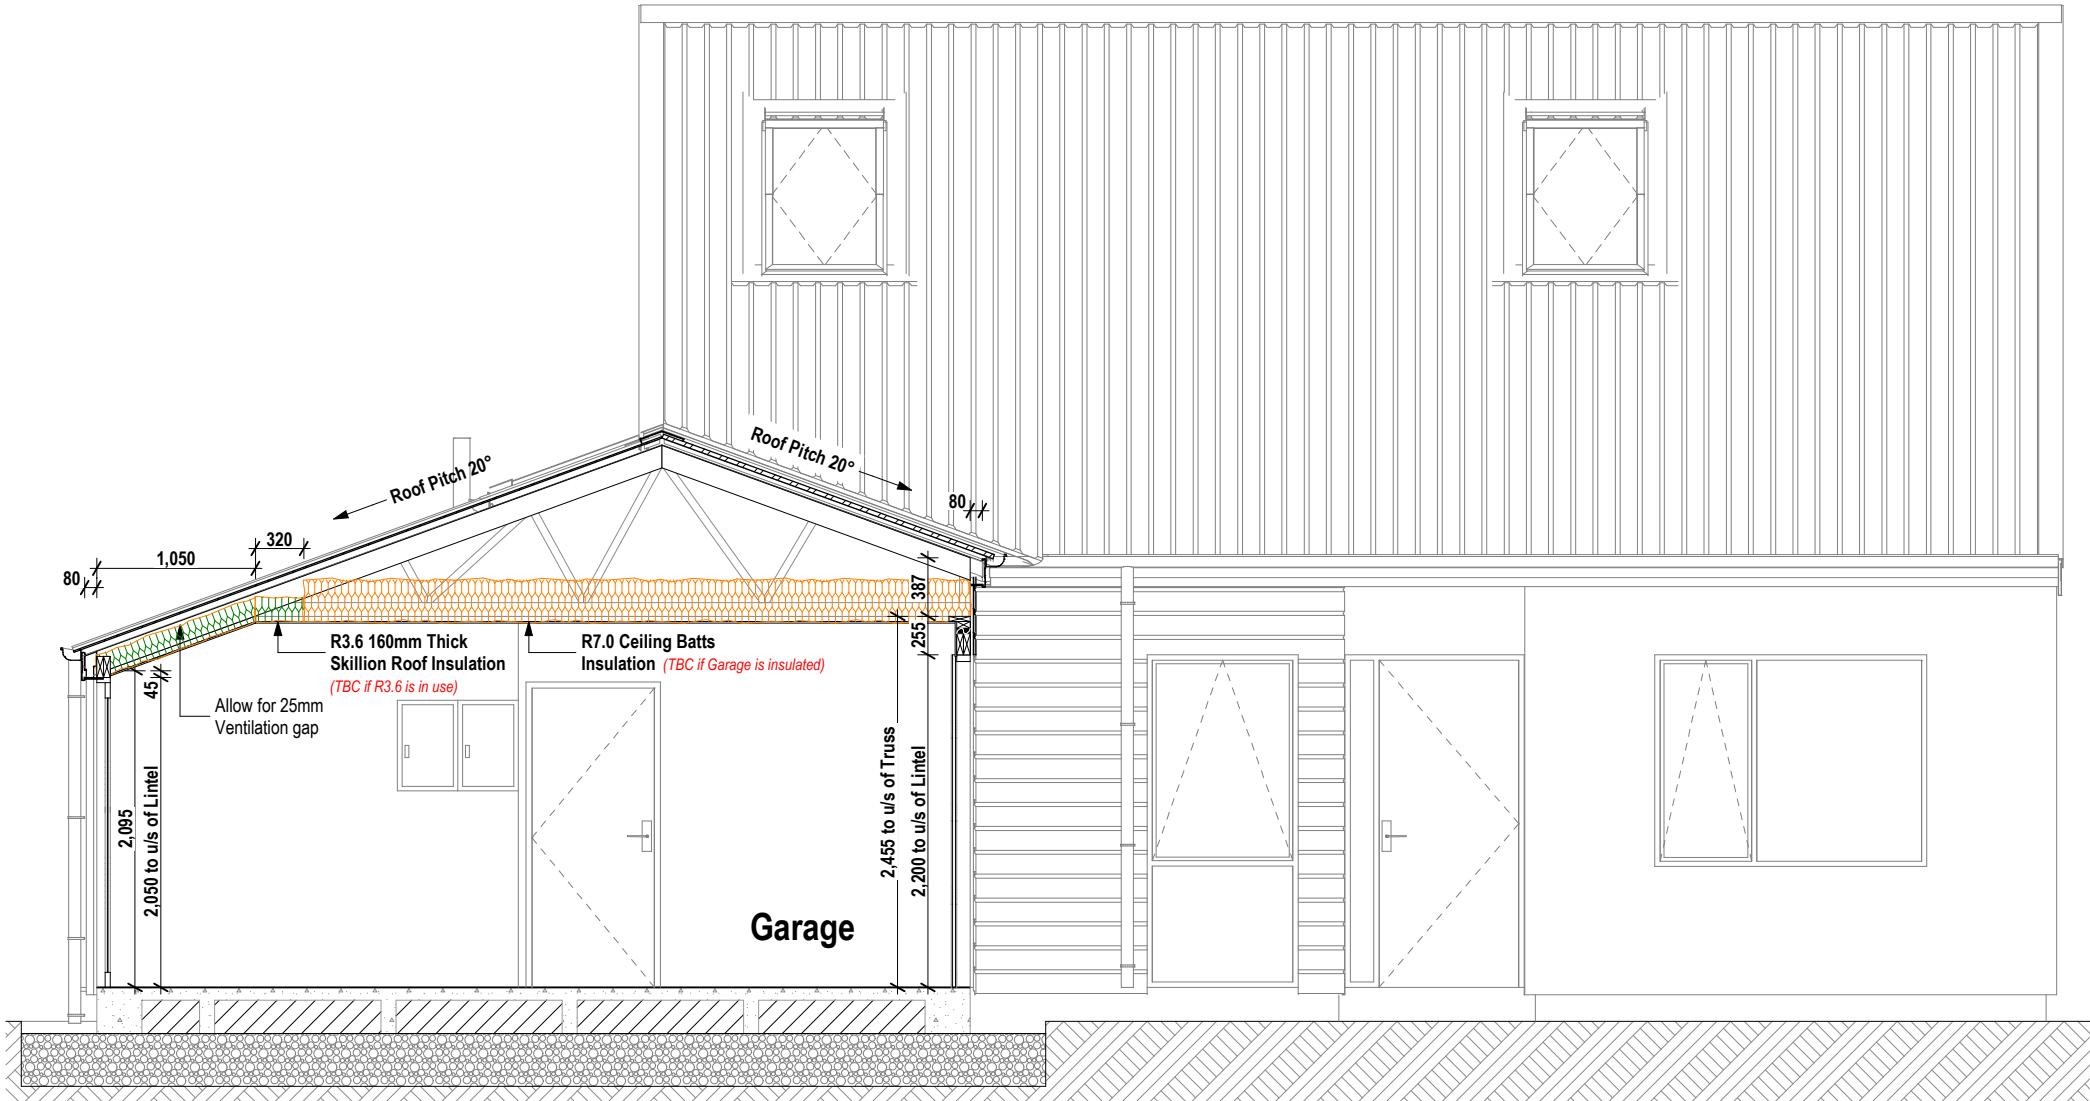 Roof Pitch 20°
Roof Pitch 20°
80
320
1,050
80
387
255
R3.6 160mm Thick
Skillion Roof Insulation
(TBC if R3.6 is in use)
R7.0 Ceiling Batts
Insulation (TBC if Garage is insulated)
45
Allow for 25mm
Ventilation gap
2,095
2,050 to u/s of Lintel
2,455 to u/s of Truss
2,200 to u/s of Lintel
Garage